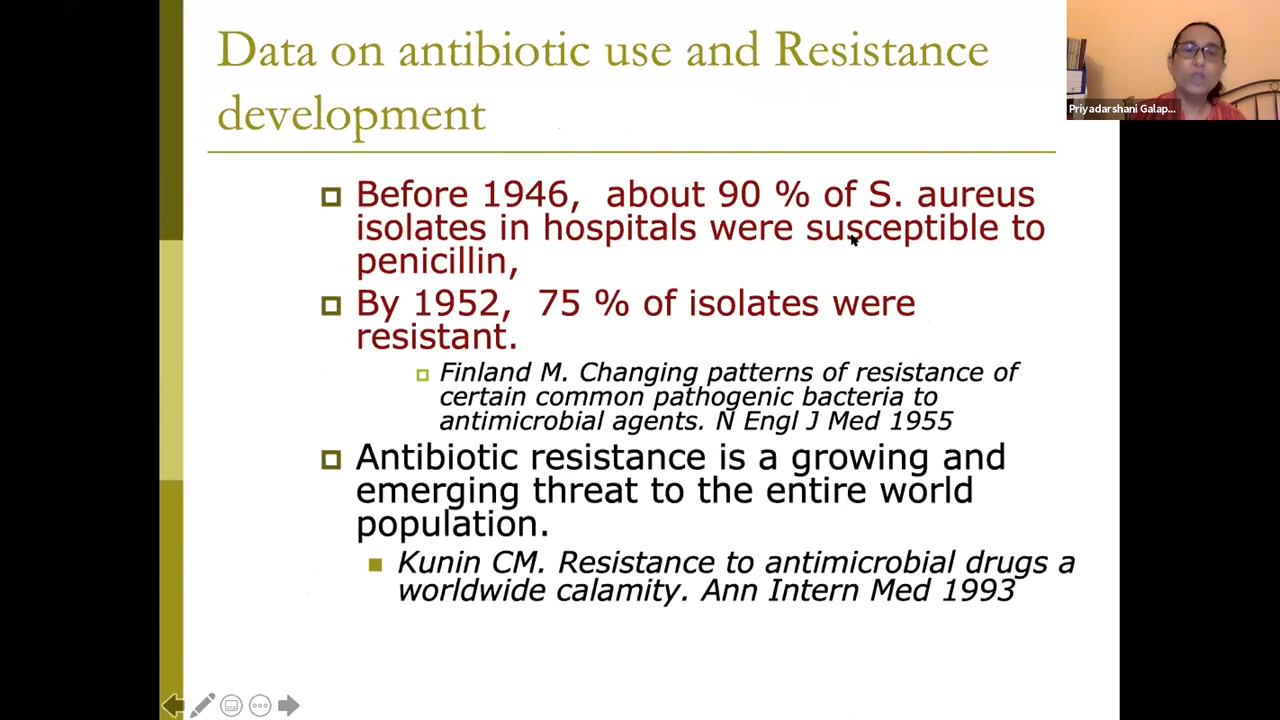 Data on antibiotic use and Resistance
development
Priyadarshani Galap...
Before 1946, about 90 % of S. aureus
isolates in hospitals were susceptible to
penicillin,
By 1952, 75 % of isolates were
resistant.
Finland M. Changing patterns of resistance of
certain common pathogenic bacteria to
antimicrobial agents. N Engl J Med 1955
Antibiotic resistance is a growing and
emerging threat to the entire world
population.
Kunin CM. Resistance to antimicrobial drugs a
worldwide calamity. Ann Intern Med 1993